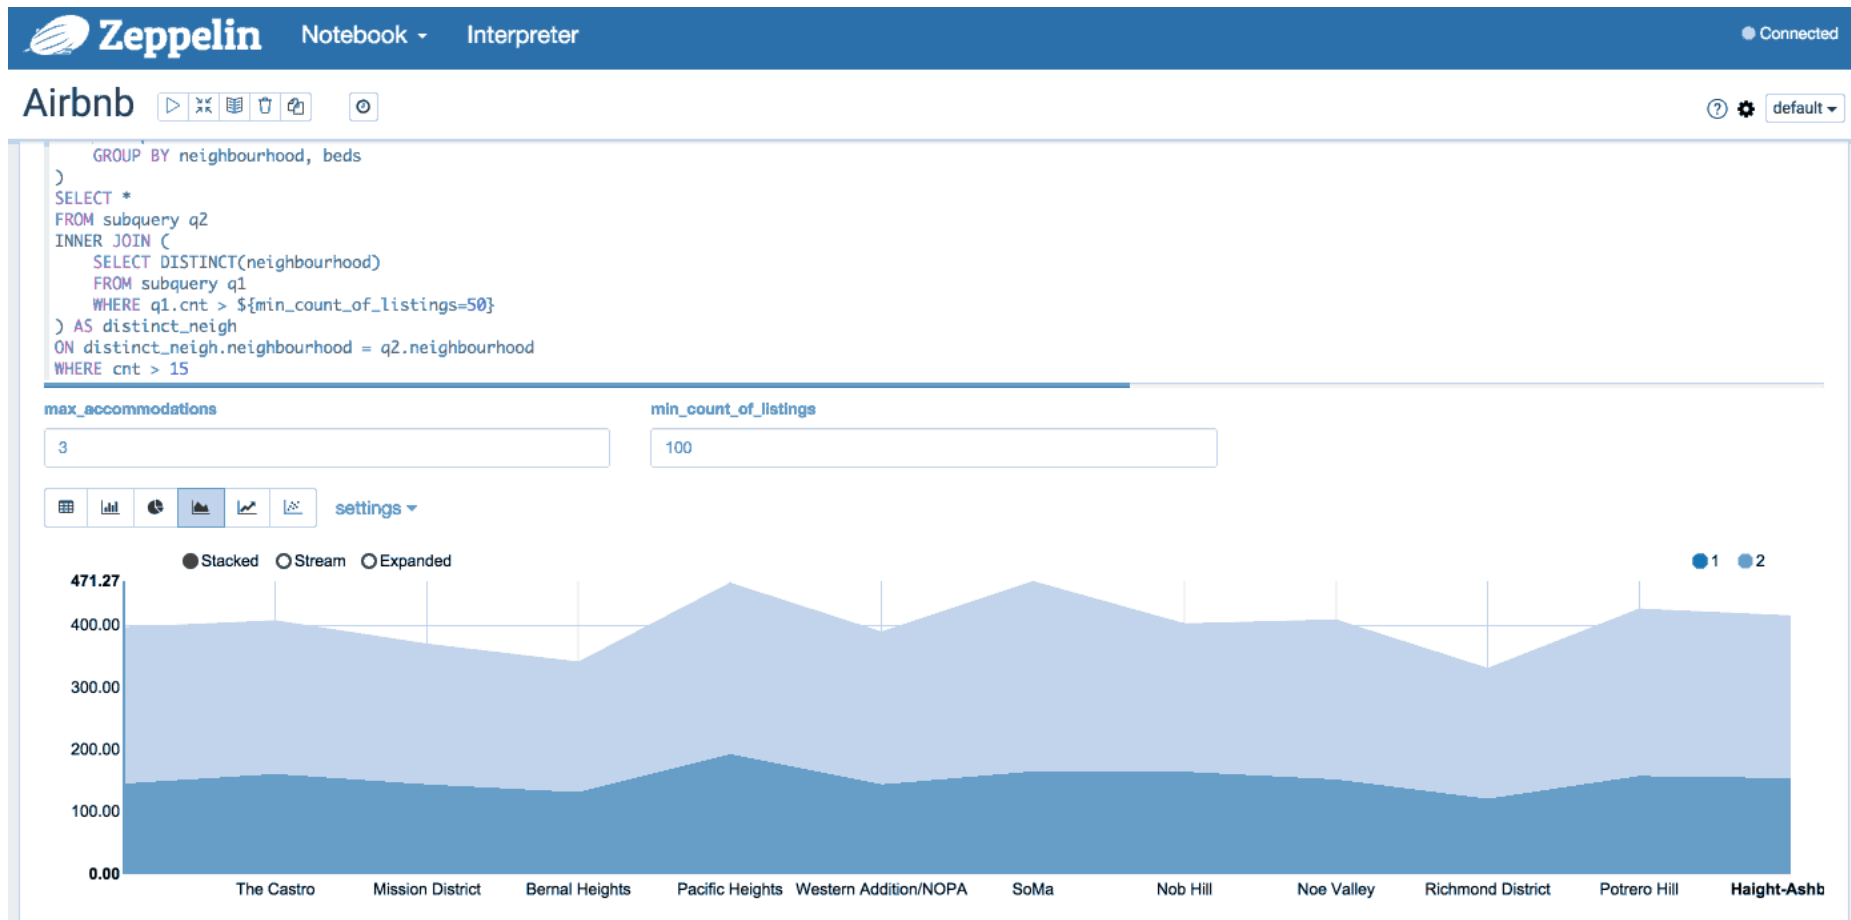 Zeppelin Notebook Interpreter Connected
Airbnb default
GROUP BY neighbourhood, beds
)
SELECT *
FROM subquery q2
INNER JOIN (
SELECT DISTINCT(neighbourhood)
FROM subquery q1
WHERE q1.cnt > ${min_count_of_listings=50}
) AS distinct_neigh
ON distinct_neigh.neighbourhood = q2.neighbourhood
WHERE cnt > 15
max_accommodations min_count_of_listings
3 100
settings
Stacked Stream Expanded 1 2
471.27
400.00
300.00
200.00
100.00
0.00
The Castro Mission District Bernal Heights Pacific Heights Western Addition/NOPA SoMa Nob Hill Noe Valley Richmond District Potrero Hill Haight-Ashb